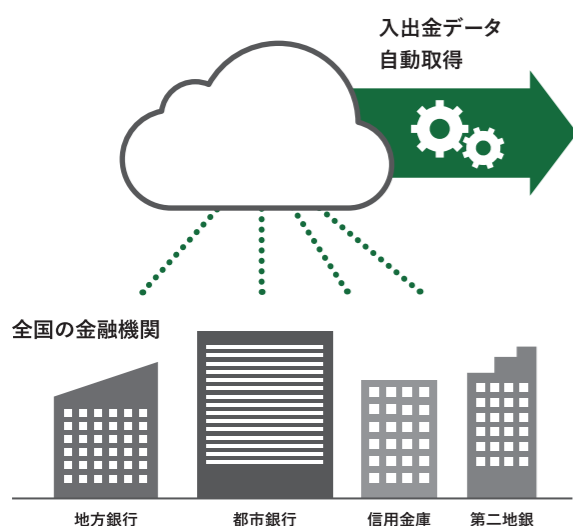 入出金データ
自動取得
全国の金融機関
地方銀行
都市銀行
信用金庫
第二地銀